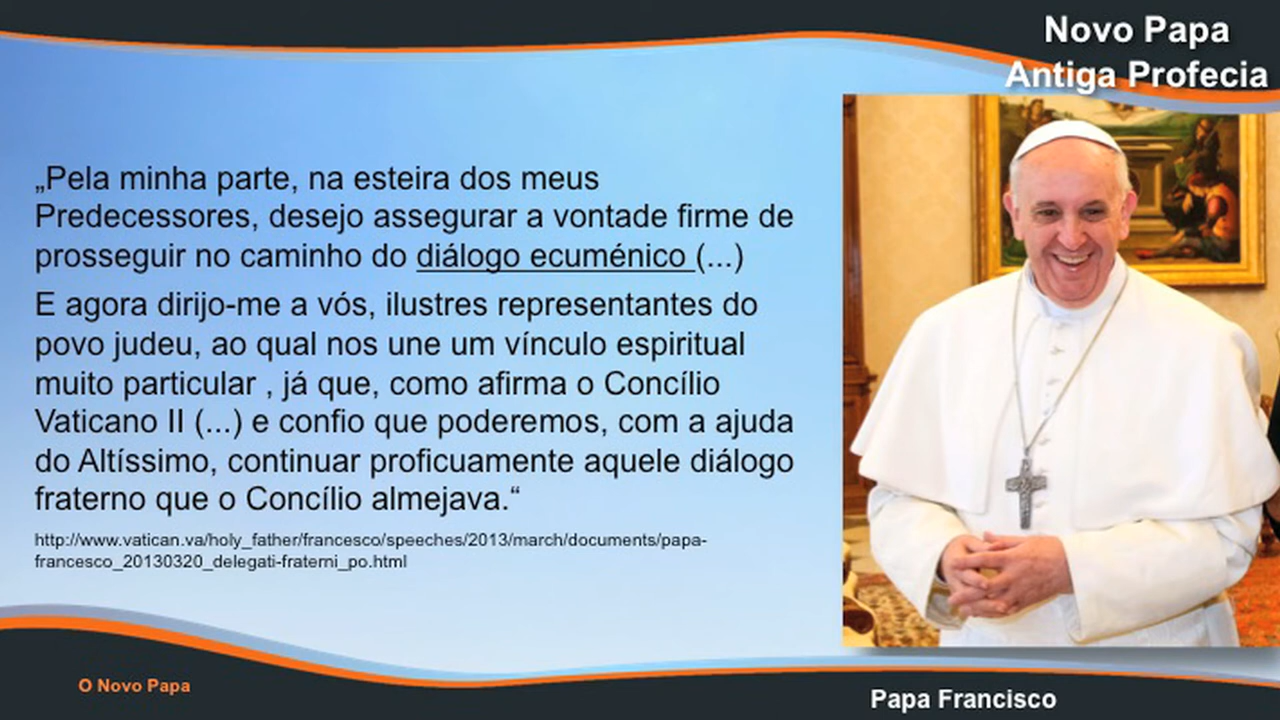 Novo Papa
Antiga Profecia
„Pela minha parte, na esteira dos meus
Predecessores, desejo assegurar a vontade firme de
prosseguir no caminho do diálogo ecuménico (...)
E agora dirijo-me a vós, ilustres representantes do
povo judeu, ao qual nos une um vínculo espiritual
muito particular , já que, como afirma o Concílio
Vaticano II (...) e confio que poderemos, com a ajuda
do Altíssimo, continuar proficuamente aquele diálogo
fraterno que o Concílio almejava.“
http://www.vatican.va/holy_father/francesco/speeches/2013/march/documents/papa-
francesco_20130320_delegati-fraterni_po.html
O Novo Papa
Papa Francisco